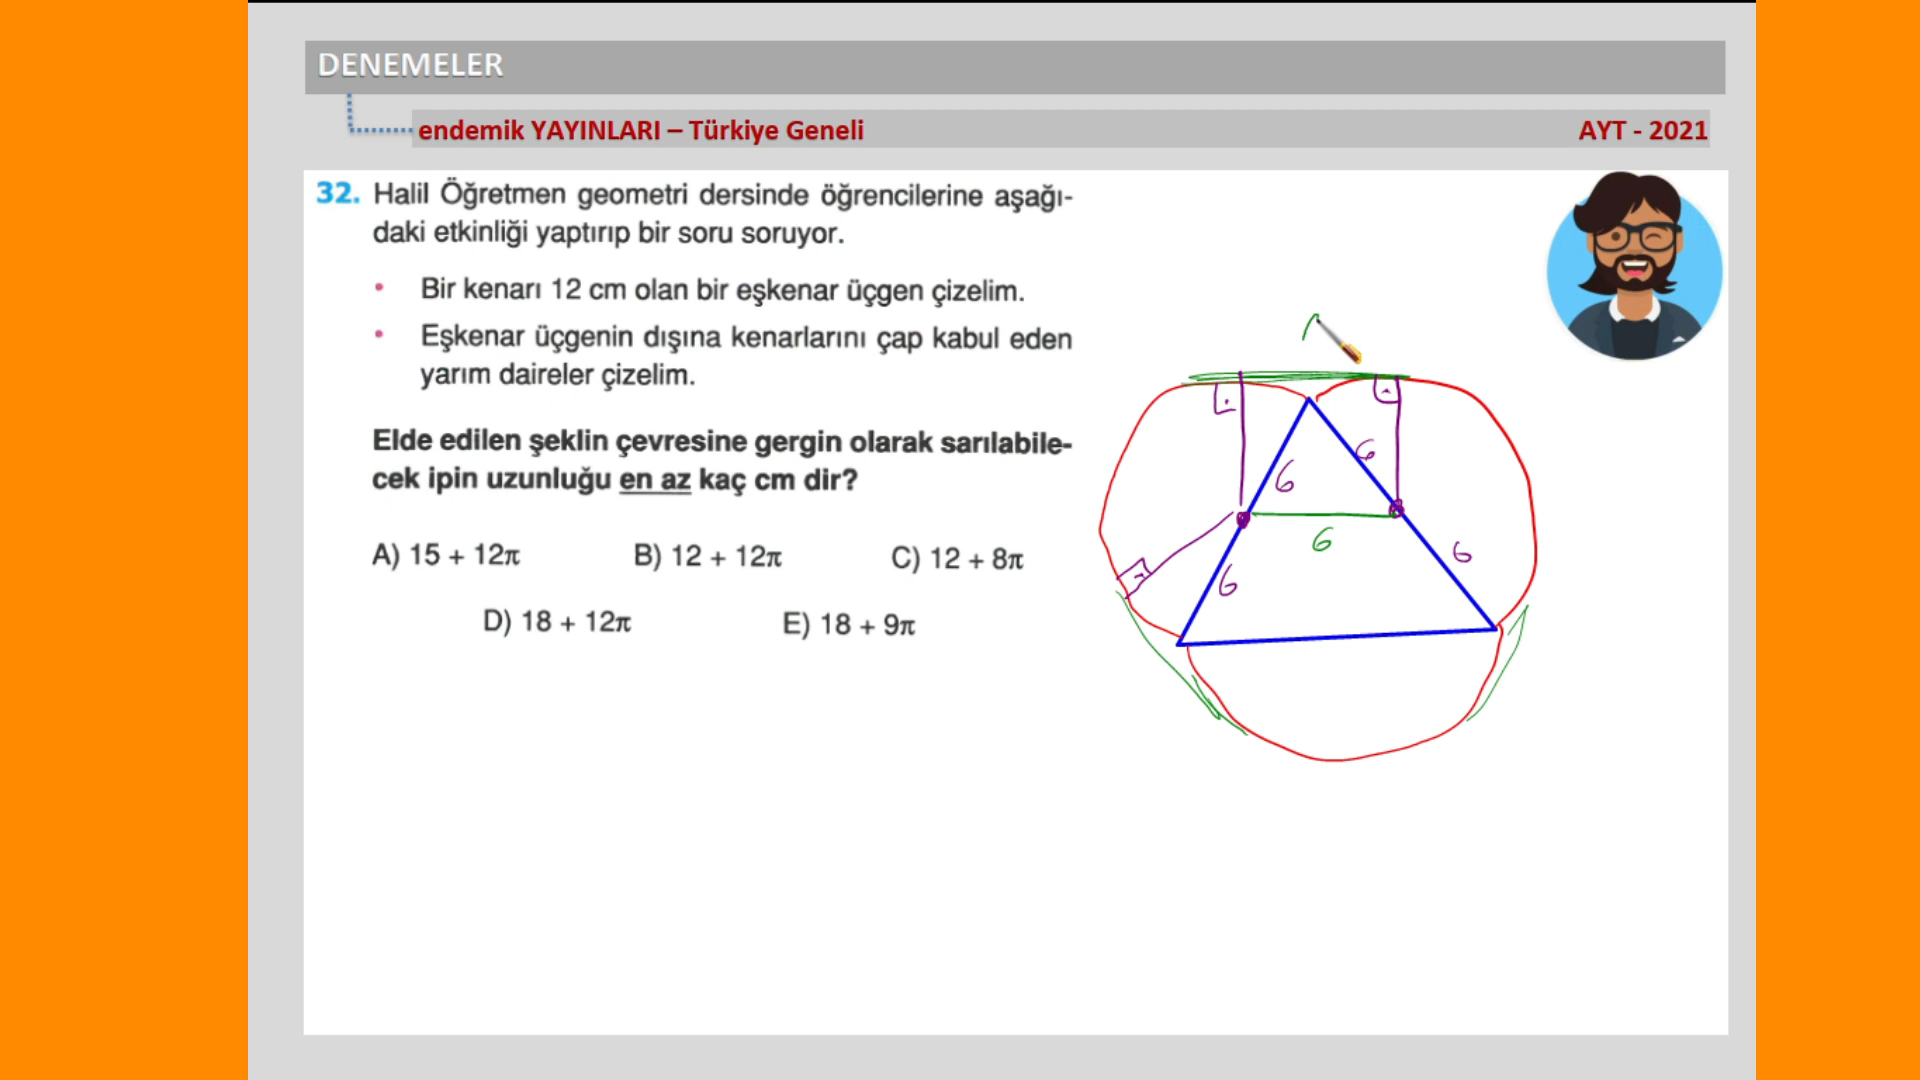 DENEMELER
endemik YAYINLARI – Türkiye Geneli
AYT - 2021
32. Halil Öğretmen geometri dersinde öğrencilerine aşağı-
daki etkinliği yaptırıp bir soru soruyor.
• Bir kenarı 12 cm olan bir eşkenar üçgen çizelim.
• Eşkenar üçgenin dışına kenarlarını çap kabul eden
yarım daireler çizelim.
Elde edilen şeklin çevresine gergin olarak sarılabile-
cek ipin uzunluğu en az kaç cm dir?
A) 15 + 12π B) 12 + 12π C) 12 + 8π
D) 18 + 12π E) 18 + 9π
6
6
6
6
6